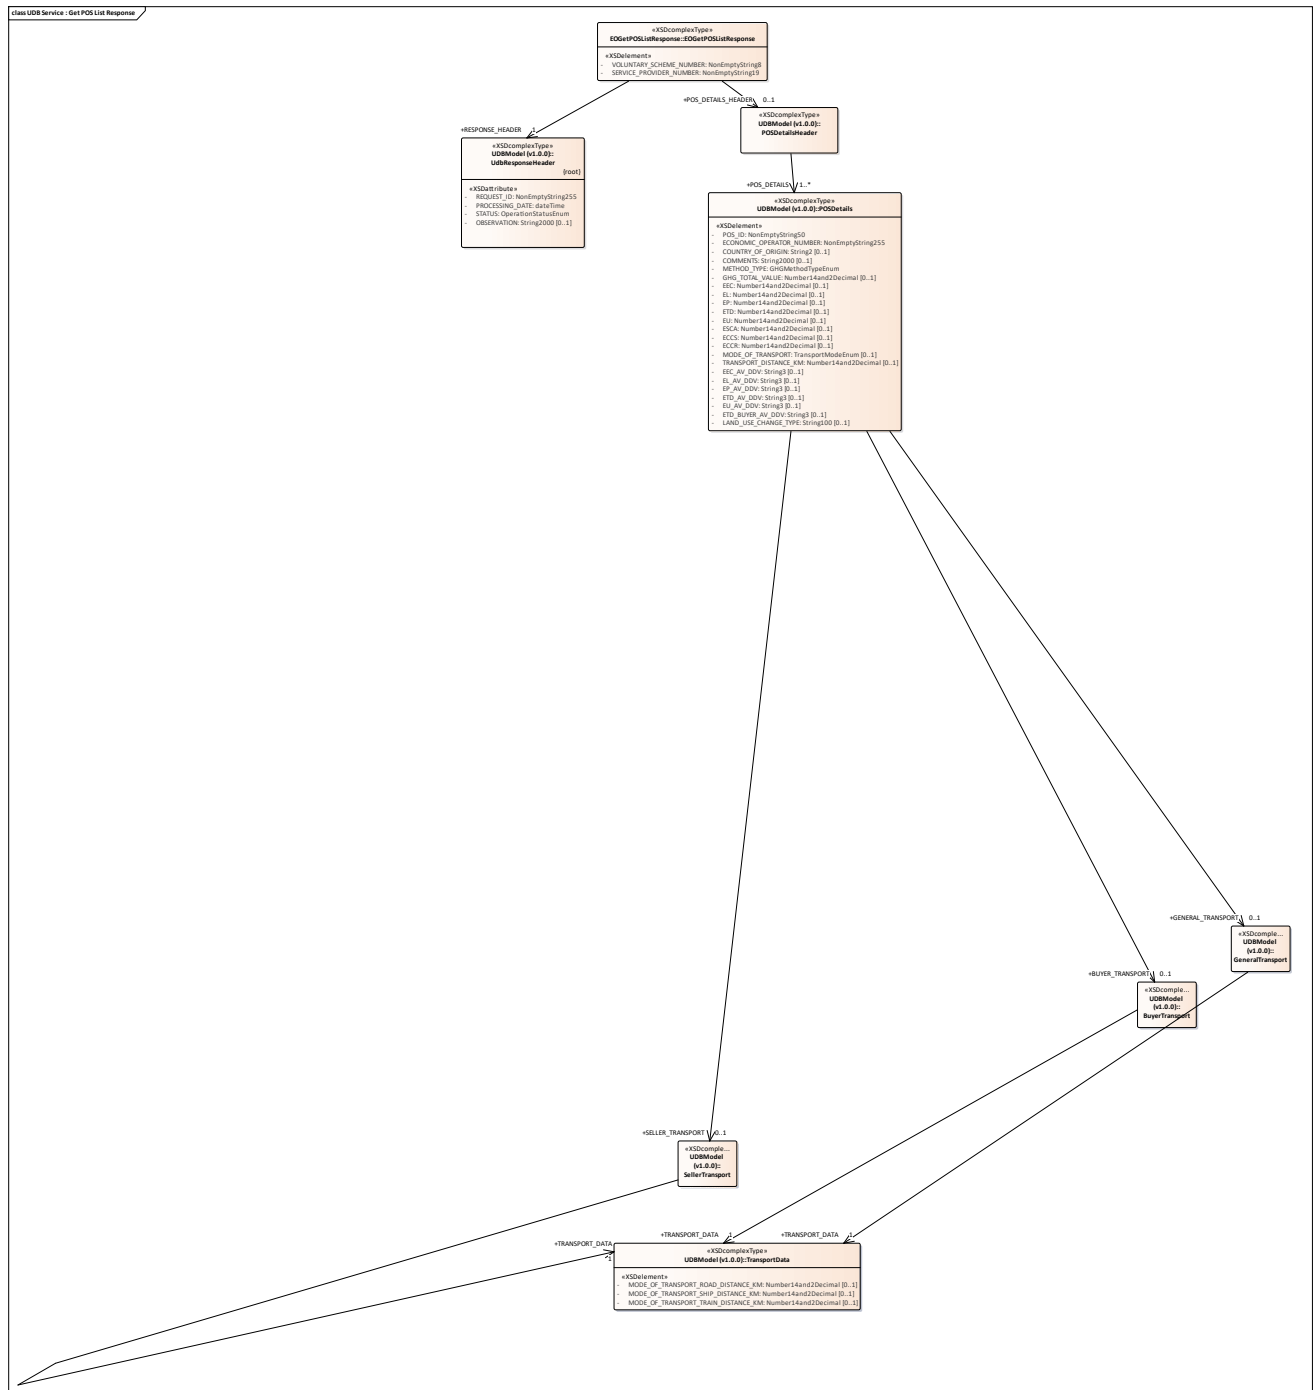 class UDB Service : Get POS List Response
«XSDcomplexType»
EOGetPOSListResponse::EOGetPOSListResponse
«XSDelement»
- VOLUNTARY_SCHEME_NUMBER: NonEmptyString8
- SERVICE_PROVIDER_NUMBER: NonEmptyString19
+POS_DETAILS_HEADER 0..1
«XSDcomplexType»
UDBModel (v1.0.0)::
POSDetailsHeader
+RESPONSE_HEADER 1
«XSDcomplexType»
UDBModel (v1.0.0)::
UdbResponseHeader
{root}
«XSDattribute»
- REQUEST_ID: NonEmptyString255
- PROCESSING_DATE: dateTime
- STATUS: OperationStatusEnum
- OBSERVATION: String2000 [0..1]
+POS_DETAILS 1..*
«XSDcomplexType»
UDBModel (v1.0.0)::POSDetails
«XSDelement»
- POS_ID: NonEmptyString50
- ECONOMIC_OPERATOR_NUMBER: NonEmptyString255
- COUNTRY_OF_ORIGIN: String2 [0..1]
- COMMENTS: String2000 [0..1]
- METHOD_TYPE: GHGMethodTypeEnum
- GHG_TOTAL_VALUE: Number14and2Decimal [0..1]
- EEC: Number14and2Decimal [0..1]
- EL: Number14and2Decimal [0..1]
- EP: Number14and2Decimal [0..1]
- ETD: Number14and2Decimal [0..1]
- EU: Number14and2Decimal [0..1]
- ESCA: Number14and2Decimal [0..1]
- ECCS: Number14and2Decimal [0..1]
- ECCR: Number14and2Decimal [0..1]
- MODE_OF_TRANSPORT: TransportModeEnum [0..1]
- TRANSPORT_DISTANCE_KM: Number14and2Decimal [0..1]
- EEC_AV_DDV: String3 [0..1]
- EL_AV_DDV: String3 [0..1]
- EP_AV_DDV: String3 [0..1]
- ETD_AV_DDV: String3 [0..1]
- EU_AV_DDV: String3 [0..1]
- ETD_BUYER_AV_DDV: String3 [0..1]
- LAND_USE_CHANGE_TYPE: String100 [0..1]
+GENERAL_TRANSPORT 0..1
«XSDcomple...
UDBModel
(v1.0.0)::
GeneralTransport
+BUYER_TRANSPORT 0..1
«XSDcomple...
UDBModel
(v1.0.0)::
BuyerTransport
+SELLER_TRANSPORT 0..1
«XSDcomple...
UDBModel
(v1.0.0)::
SellerTransport
+TRANSPORT_DATA 1
+TRANSPORT_DATA 1
+TRANSPORT_DATA
1
«XSDcomplexType»
UDBModel (v1.0.0)::TransportData
«XSDelement»
- MODE_OF_TRANSPORT_ROAD_DISTANCE_KM: Number14and2Decimal [0..1]
- MODE_OF_TRANSPORT_SHIP_DISTANCE_KM: Number14and2Decimal [0..1]
- MODE_OF_TRANSPORT_TRAIN_DISTANCE_KM: Number14and2Decimal [0..1]